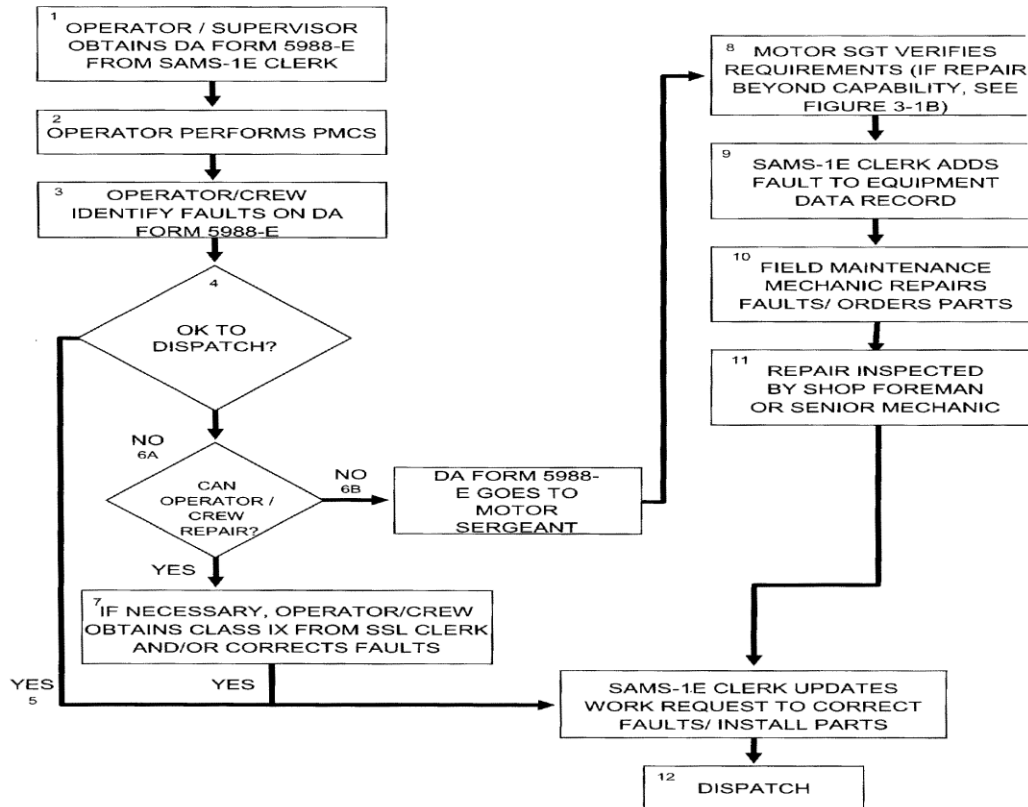 1
OPERATOR / SUPERVISOR
OBTAINS DA FORM 5988-E
FROM SAMS-1E CLERK
2
OPERATOR PERFORMS PMCS
3
OPERATOR/CREW
IDENTIFY FAULTS ON DA
FORM 5988-E
4
OK TO
DISPATCH?
NO
6A
CAN
OPERATOR /
CREW
REPAIR?
NO
6B
DA FORM 5988-
E GOES TO
MOTOR
SERGEANT
YES
7
IF NECESSARY, OPERATOR/CREW
OBTAINS CLASS IX FROM SSL CLERK
AND/OR CORRECTS FAULTS
YES
5
YES
8
MOTOR SGT VERIFIES
REQUIREMENTS (IF REPAIR
BEYOND CAPABILITY, SEE
FIGURE 3-1B)
9
SAMS-1E CLERK ADDS
FAULT TO EQUIPMENT
DATA RECORD
10
FIELD MAINTENANCE
MECHANIC REPAIRS
FAULTS/ ORDERS PARTS
11
REPAIR INSPECTED
BY SHOP FOREMAN
OR SENIOR MECHANIC
SAMS-1E CLERK UPDATES
WORK REQUEST TO CORRECT
FAULTS/ INSTALL PARTS
12
DISPATCH